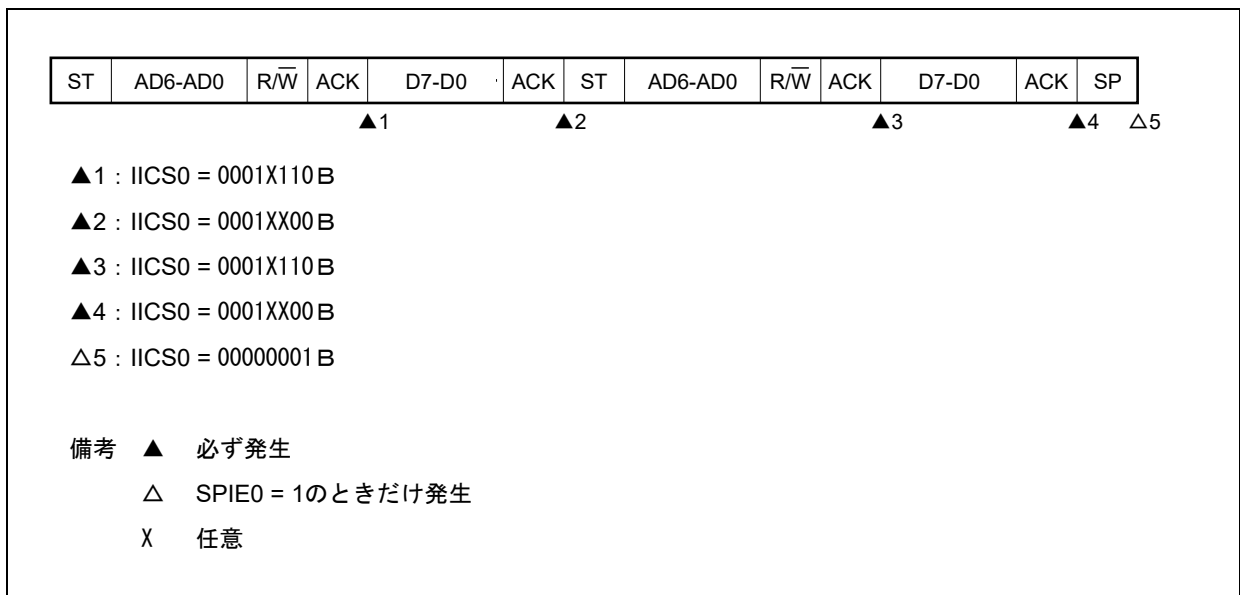 ST AD6-AD0 R/W̅ ACK D7-D0 ACK ST AD6-AD0 R/W̅ ACK D7-D0 ACK SP
▲1 ▲2 ▲3 ▲4 △5
▲1：IICS0 = 0001X110B
▲2：IICS0 = 0001XX00B
▲3：IICS0 = 0001X110B
▲4：IICS0 = 0001XX00B
△5：IICS0 = 00000001B
備考 ▲ 必ず発生
△ SPIE0 = 1のときだけ発生
X 任意